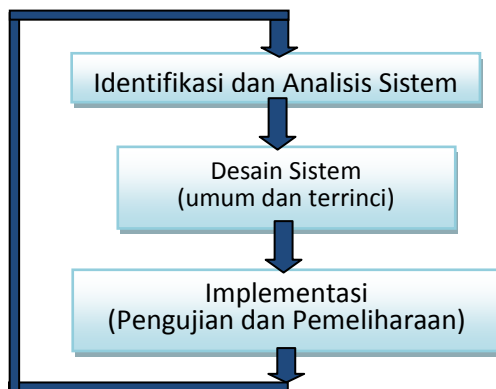 Identifikasi dan Analisis Sistem
Desain Sistem
(umum dan terrinci)
Implementasi
(Pengujian dan Pemeliharaan)